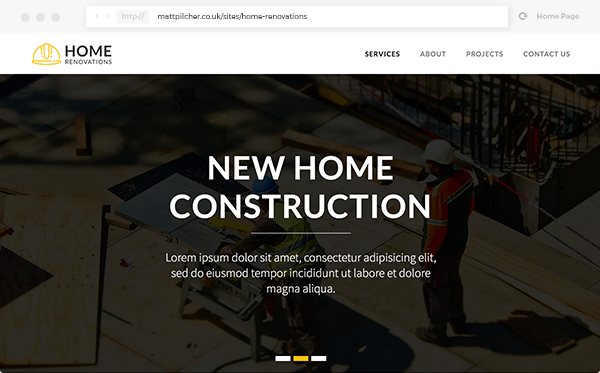 http:// mattpilcher.co.uk/sites/home-renovations Home Page
HOME
RENOVATIONS
SERVICES ABOUT PROJECTS CONTACT US
NEW HOME
CONSTRUCTION
Lorem ipsum dolor sit amet, consectetur adipisicing elit,
sed do eiusmod tempor incididunt ut labore et dolore
magna aliqua.